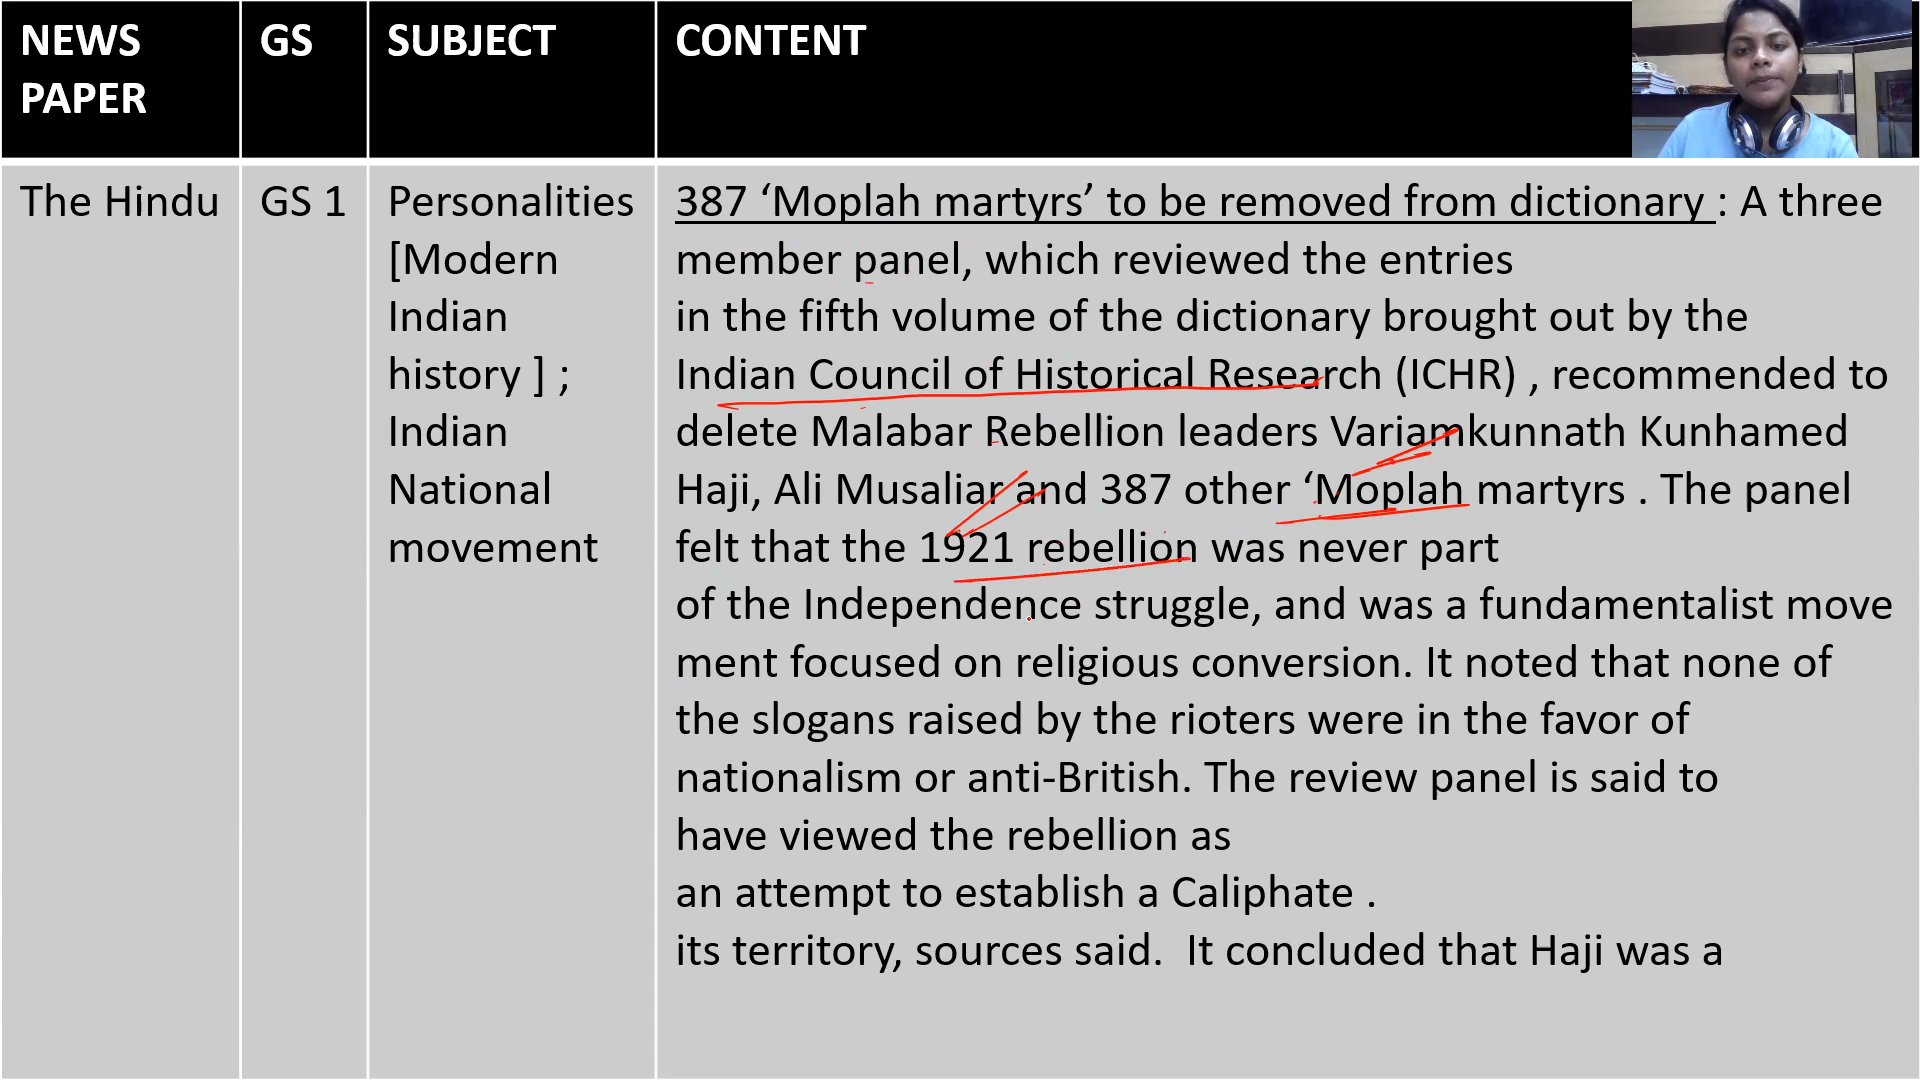 NEWS PAPER
GS
SUBJECT
CONTENT
The Hindu
GS 1
Personalities
[Modern
Indian
history ] ;
Indian
National
movement
387 ‘Moplah martyrs’ to be removed from dictionary : A three
member panel, which reviewed the entries
in the fifth volume of the dictionary brought out by the
Indian Council of Historical Research (ICHR) , recommended to
delete Malabar Rebellion leaders Variamkunnath Kunhamed
Haji, Ali Musaliar and 387 other ‘Moplah martyrs . The panel
felt that the 1921 rebellion was never part
of the Independence struggle, and was a fundamentalist move
ment focused on religious conversion. It noted that none of
the slogans raised by the rioters were in the favor of
nationalism or anti-British. The review panel is said to
have viewed the rebellion as
an attempt to establish a Caliphate .
its territory, sources said.  It concluded that Haji was a